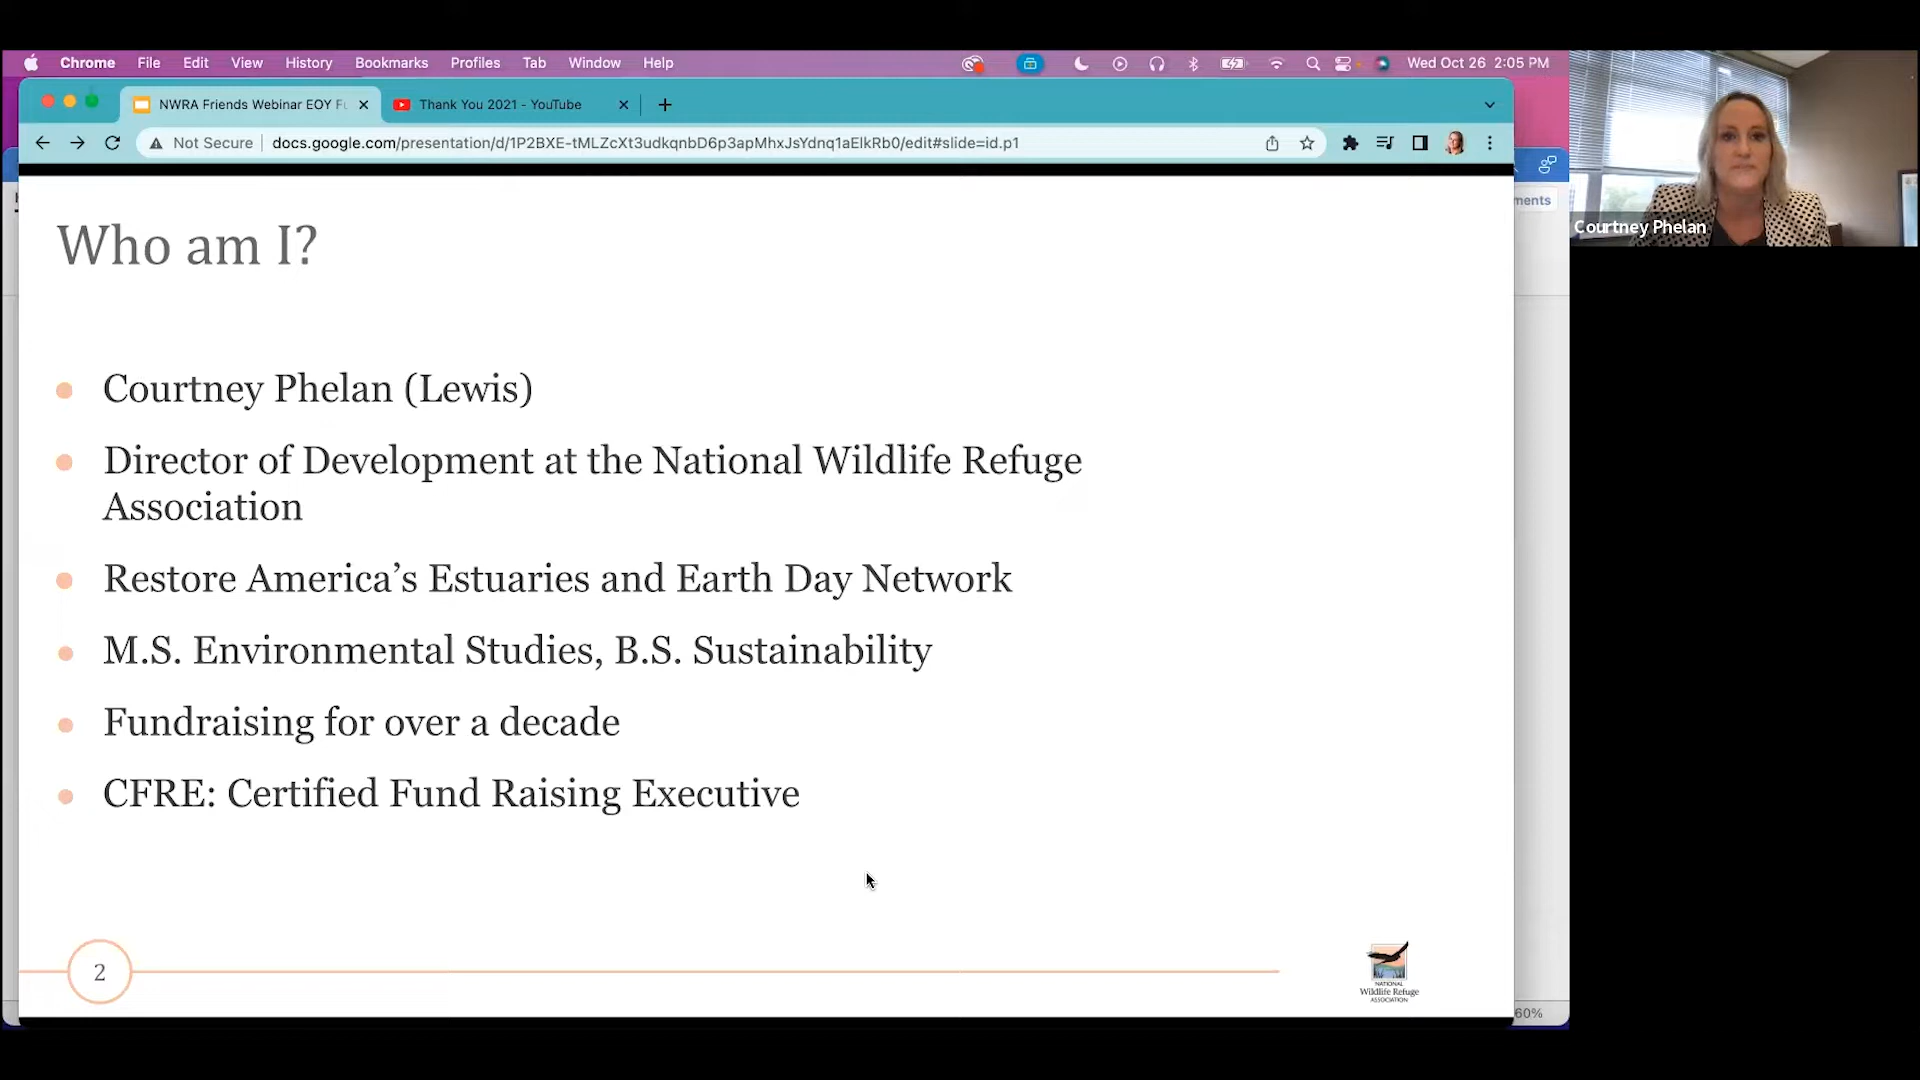 Chrome File Edit View History Bookmarks Profiles Tab Window Help Wed Oct 26 2:05 PM
NWRA Friends Webinar EOY Fu Thank You 2021 - YouTube
Not Secure docs.google.com/presentation/d/1P2BXE-tMLZcXt3udkqnbD6p3apMhxJsYdnq1aElkRb0/edit#slide=id.p1
ments
Courtney Phelan
Who am I?
Courtney Phelan (Lewis)
Director of Development at the National Wildlife Refuge
Association
Restore America’s Estuaries and Earth Day Network
M.S. Environmental Studies, B.S. Sustainability
Fundraising for over a decade
CFRE: Certified Fund Raising Executive
2
NATIONAL
Wildlife Refuge
ASSOCIATION
60%